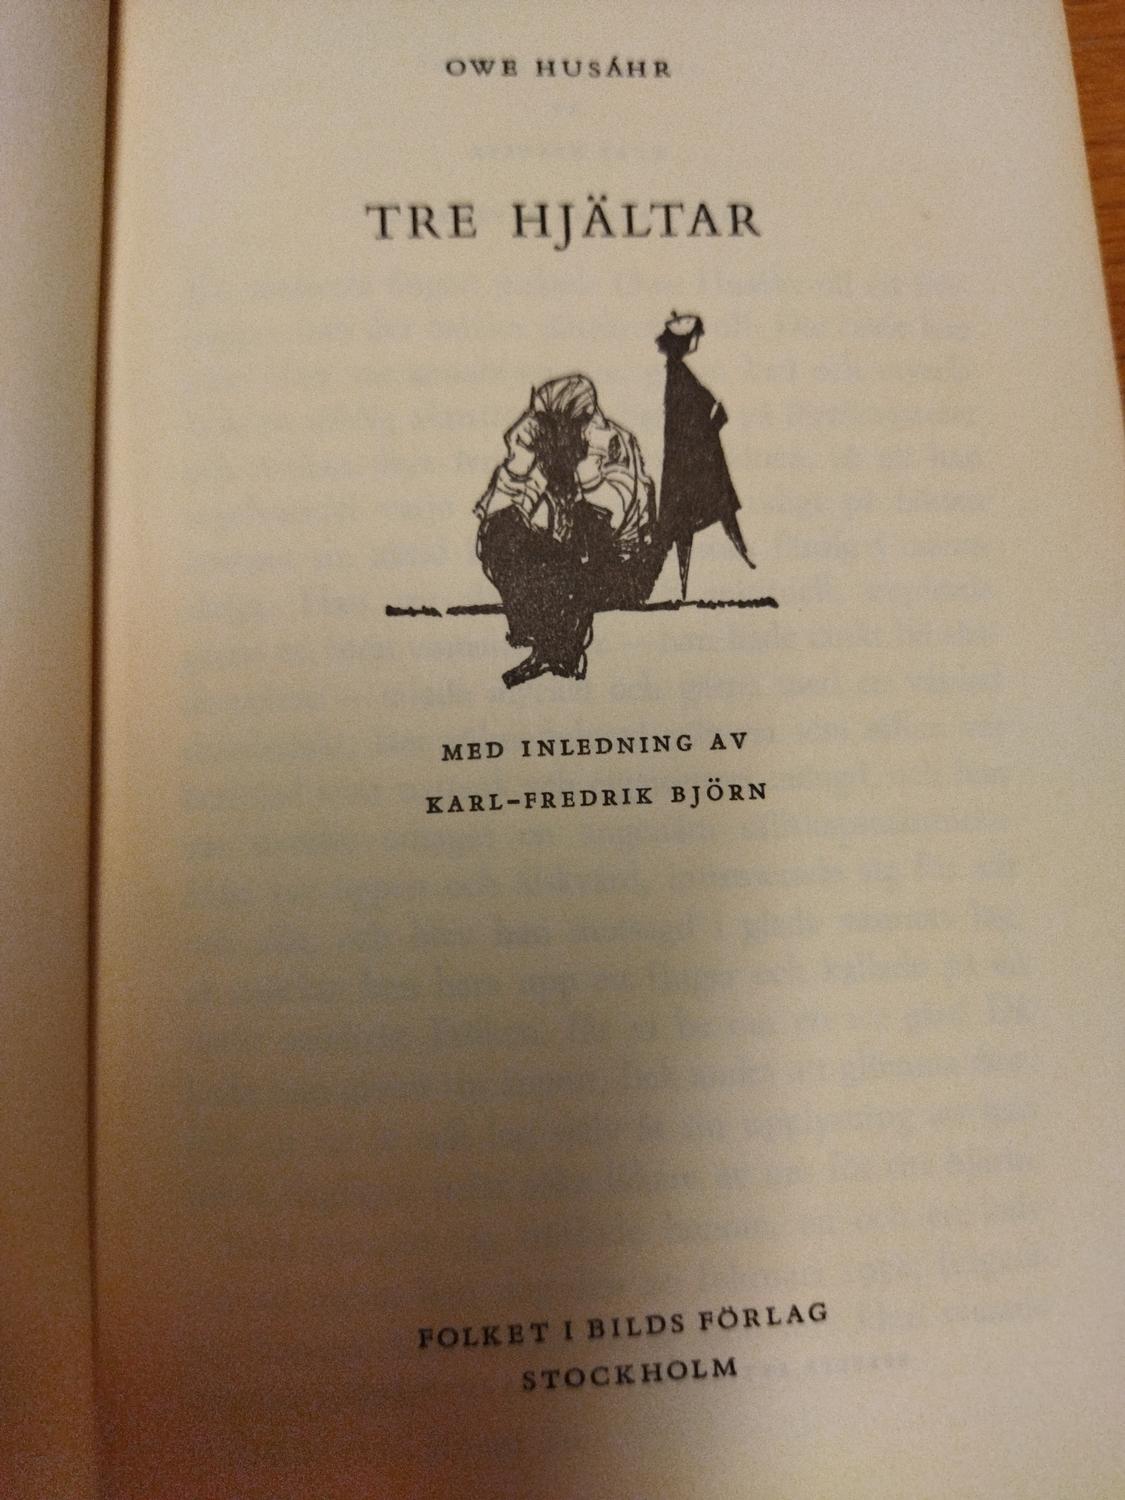 OWE HUSÁHR
TRE HJÄLTAR
MED INLEDNING AV
KARL-FREDRIK BJÖRN
FOLKET I BILDS FÖRLAG
STOCKHOLM